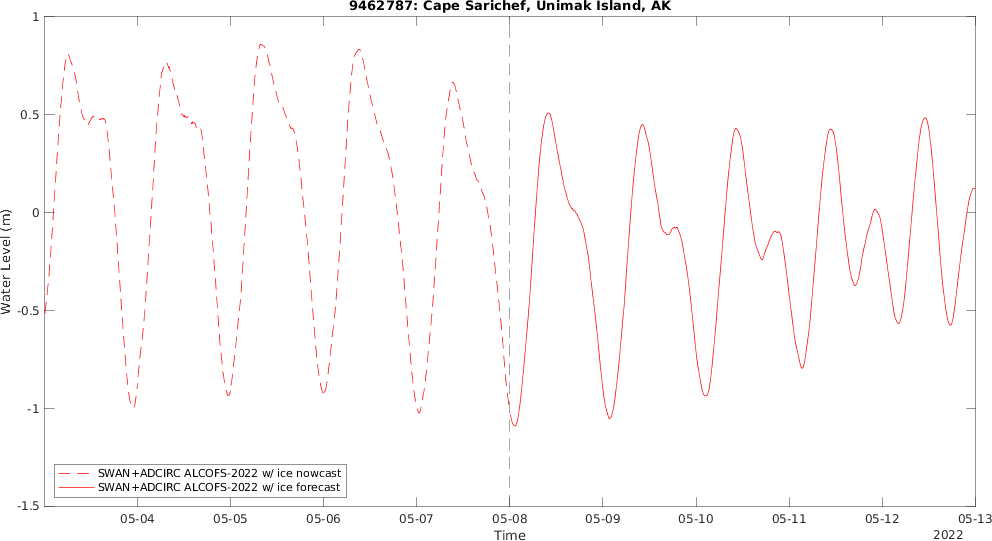 9462787: Cape Sarichef, Unimak Island, AK
1
0.5
0
-0.5
-1
-1.5
Water Level (m)
SWAN+ADCIRC ALCOFS-2022 w/ ice nowcast
SWAN+ADCIRC ALCOFS-2022 w/ ice forecast
05-04 05-05 05-06 05-07 05-08 05-09 05-10 05-11 05-12 05-13
Time
2022